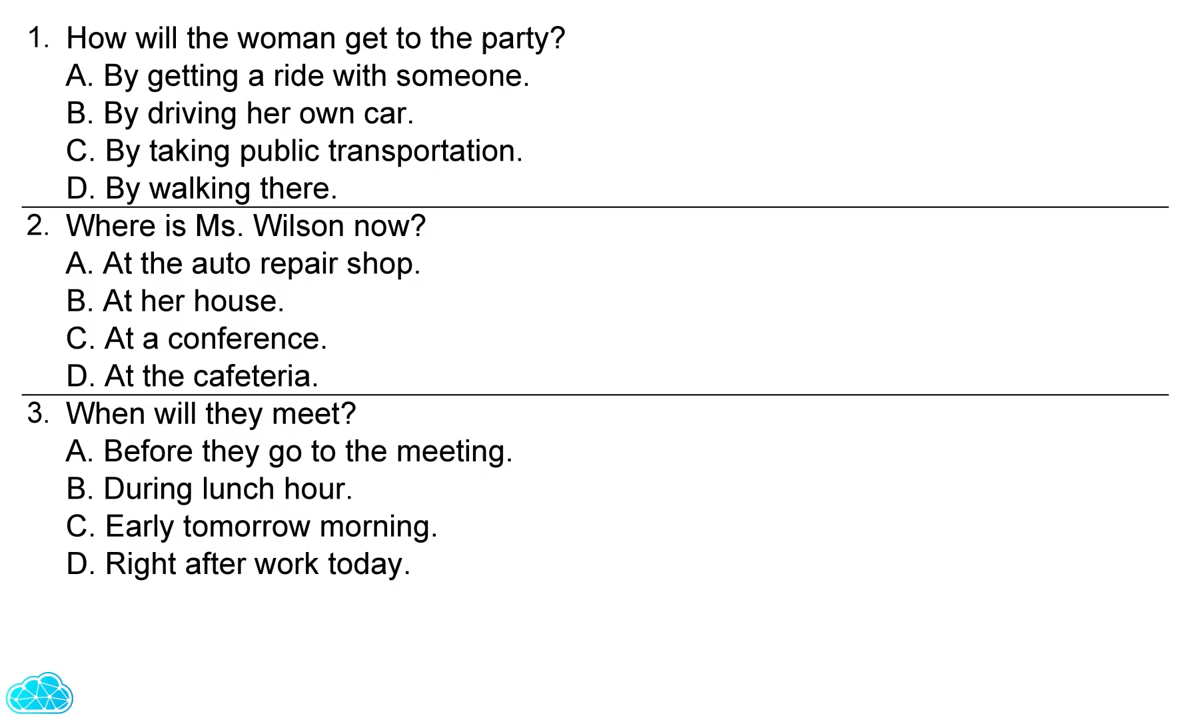 1. How will the woman get to the party?
A. By getting a ride with someone.
B. By driving her own car.
C. By taking public transportation.
D. By walking there.
2. Where is Ms. Wilson now?
A. At the auto repair shop.
B. At her house.
C. At a conference.
D. At the cafeteria.
3. When will they meet?
A. Before they go to the meeting.
B. During lunch hour.
C. Early tomorrow morning.
D. Right after work today.